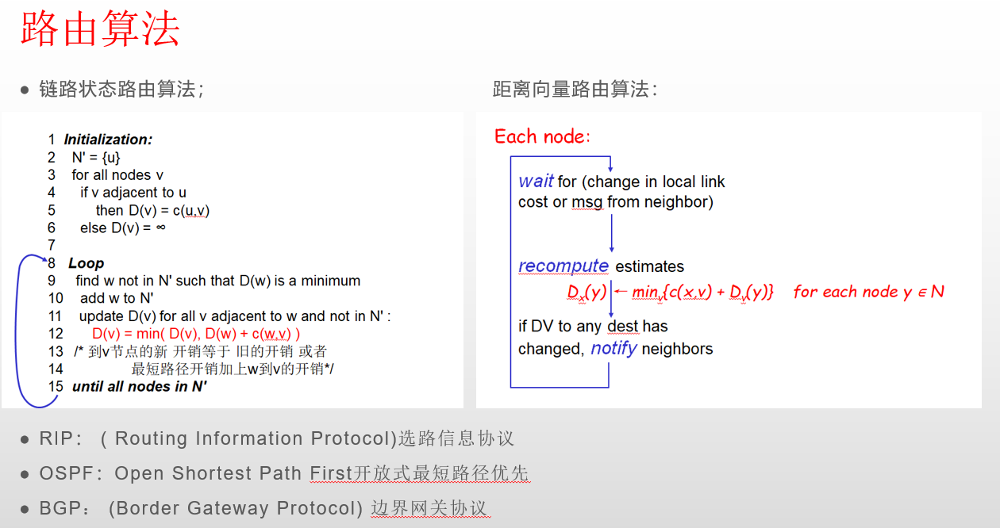 路由算法
● 链路状态路由算法；
1 Initialization:
2 N' = {u}
3 for all nodes v
4 if v adjacent to u
5 then D(v) = c(u,v)
6 else D(v) = ∞
7
8 Loop
9 find w not in N' such that D(w) is a minimum
10 add w to N'
11 update D(v) for all v adjacent to w and not in N' :
12 D(v) = min( D(v), D(w) + c(w,v) )
13 /* 到v节点的新 开销等于 旧的开销 或者
14 最短路径开销加上w到v的开销*/
15 until all nodes in N'
距离向量路由算法：
Each node:
wait for (change in local link
cost or msg from neighbor)
recompute estimates
Dx(y) ← minv{c(x,v) + Dv(y)} for each node y ∊ N
if DV to any dest has
changed, notify neighbors
● RIP： ( Routing Information Protocol)选路信息协议
● OSPF：Open Shortest Path First开放式最短路径优先
● BGP： (Border Gateway Protocol) 边界网关协议